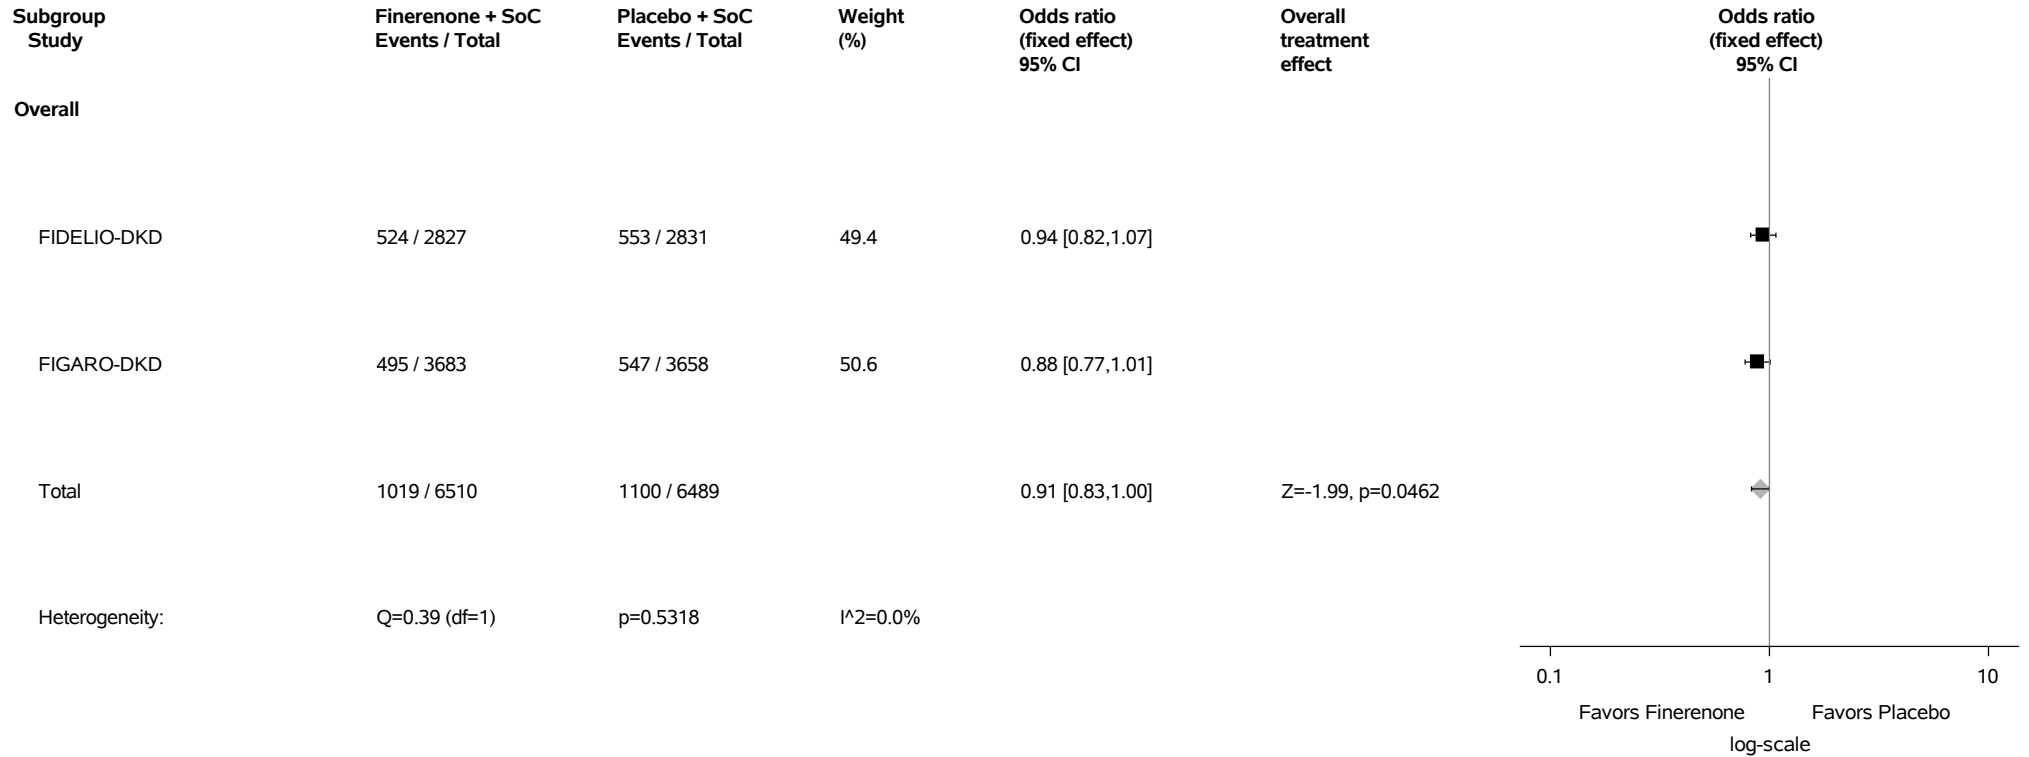 Subgroup Finerenone + SoC Placebo + SoC Weight Odds ratio Overall Odds ratio
Study Events / Total Events / Total (%) (fixed effect) treatment (fixed effect)
95% CI effect 95% CI
Overall
FIDELIO-DKD 524 / 2827 553 / 2831 49.4 0.94 [0.82,1.07]
FIGARO-DKD 495 / 3683 547 / 3658 50.6 0.88 [0.77,1.01]
Total 1019 / 6510 1100 / 6489 0.91 [0.83,1.00] Z=-1.99, p=0.0462
Heterogeneity: Q=0.39 (df=1) p=0.5318 I^2=0.0%
0.1 1 10
Favors Finerenone Favors Placebo
log-scale